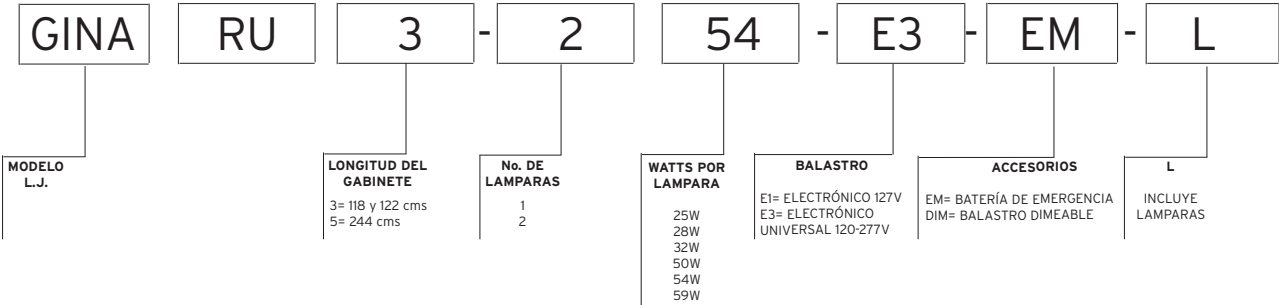 GINA RU 3 - 2 54 - E3 - EM - L
MODELO
L.J.
LONGITUD DEL
GABINETE
3= 118 y 122 cms
5= 244 cms
No. DE
LAMPARAS
1
2
WATTS POR
LAMPARA
25W
28W
32W
50W
54W
59W
BALASTRO
E1= ELECTRÓNICO 127V
E3= ELECTRÓNICO
UNIVERSAL 120-277V
ACCESORIOS
EM= BATERÍA DE EMERGENCIA
DIM= BALASTRO DIMEABLE
L
INCLUYE
LAMPARAS